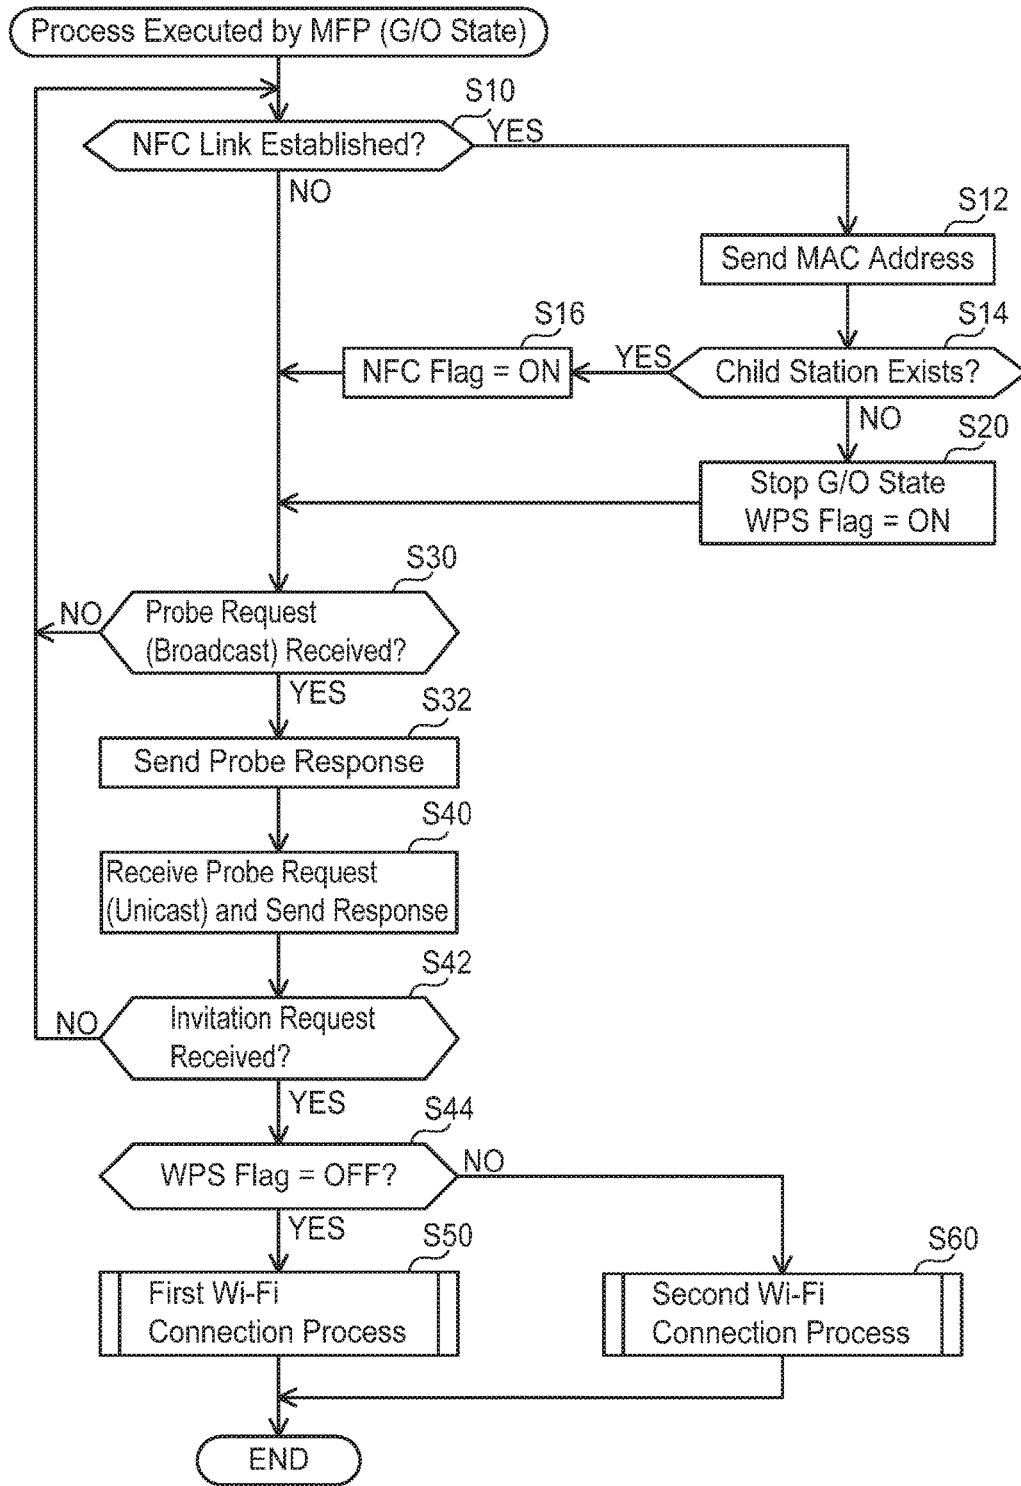 Process Executed by MFP (G/O State)
S10
NFC Link Established?
YES
NO
S12
Send MAC Address
S14
Child Station Exists?
YES
S16
NFC Flag = ON
NO
S20
Stop G/O State
WPS Flag = ON
S30
Probe Request
(Broadcast) Received?
NO
YES
S32
Send Probe Response
S40
Receive Probe Request
(Unicast) and Send Response
S42
Invitation Request
Received?
NO
YES
S44
WPS Flag = OFF?
NO
YES
S50
First Wi-Fi
Connection Process
S60
Second Wi-Fi
Connection Process
END